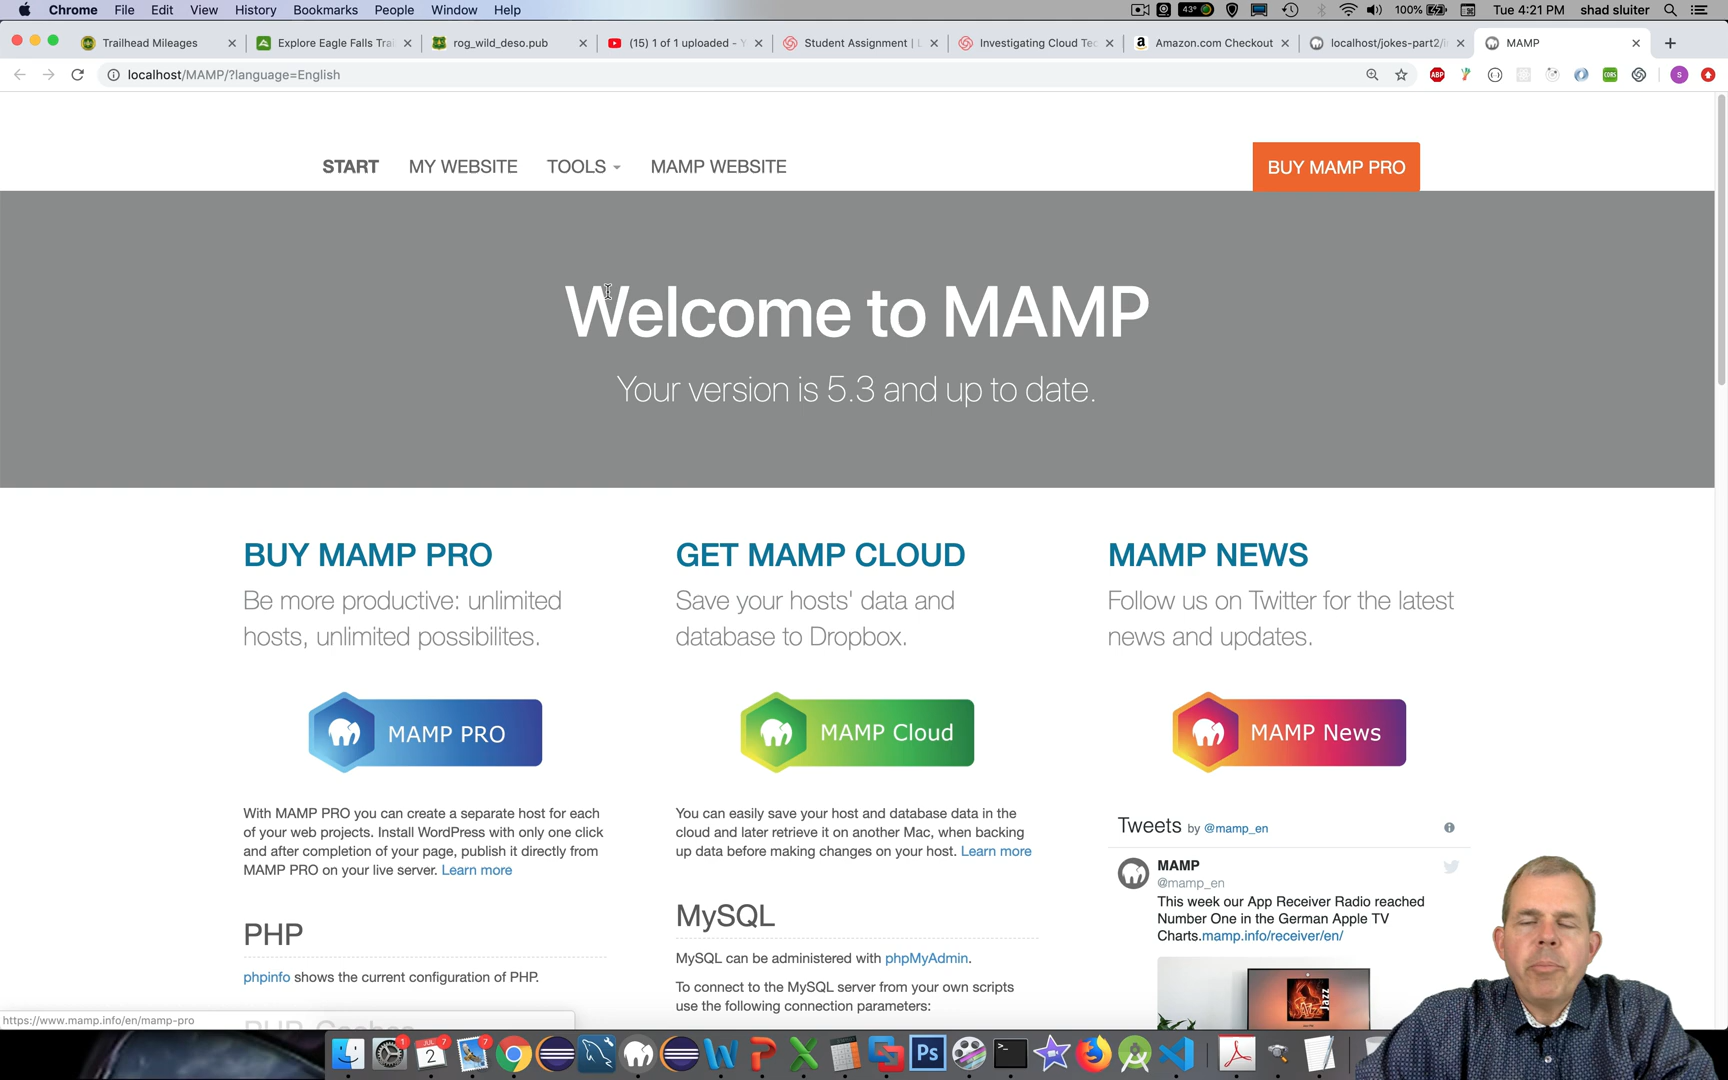 Chrome File Edit View History Bookmarks People Window Help 43° 100% Tue 4:21 PM shad sluiter
Trailhead Mileages Explore Eagle Falls Trai rog_wild_deso.pub (15) 1 of 1 uploaded - Student Assignment | Investigating Cloud Tec Amazon.com Checkout localhost/jokes-part2/i MAMP
localhost/MAMP/?language=English ABP CORS S
START MY WEBSITE TOOLS MAMP WEBSITE BUY MAMP PRO
Welcome to MAMP
Your version is 5.3 and up to date.
BUY MAMP PRO
Be more productive: unlimited
hosts, unlimited possibilites.
MAMP PRO
With MAMP PRO you can create a separate host for each
of your web projects. Install WordPress with only one click
and after completion of your page, publish it directly from
MAMP PRO on your live server. Learn more
PHP
phpinfo shows the current configuration of PHP.
GET MAMP CLOUD
Save your hosts' data and
database to Dropbox.
MAMP Cloud
You can easily save your host and database data in the
cloud and later retrieve it on another Mac, when backing
up data before making changes on your host. Learn more
MySQL
MySQL can be administered with phpMyAdmin.
To connect to the MySQL server from your own scripts
use the following connection parameters:
MAMP NEWS
Follow us on Twitter for the latest
news and updates.
MAMP News
Tweets by @mamp_en
MAMP
@mamp_en
This week our App Receiver Radio reached
Number One in the German Apple TV
Charts.mamp.info/receiver/en/
Jazz
https://www.mamp.info/en/mamp-pro
1 JUL 7 2 7 Ps